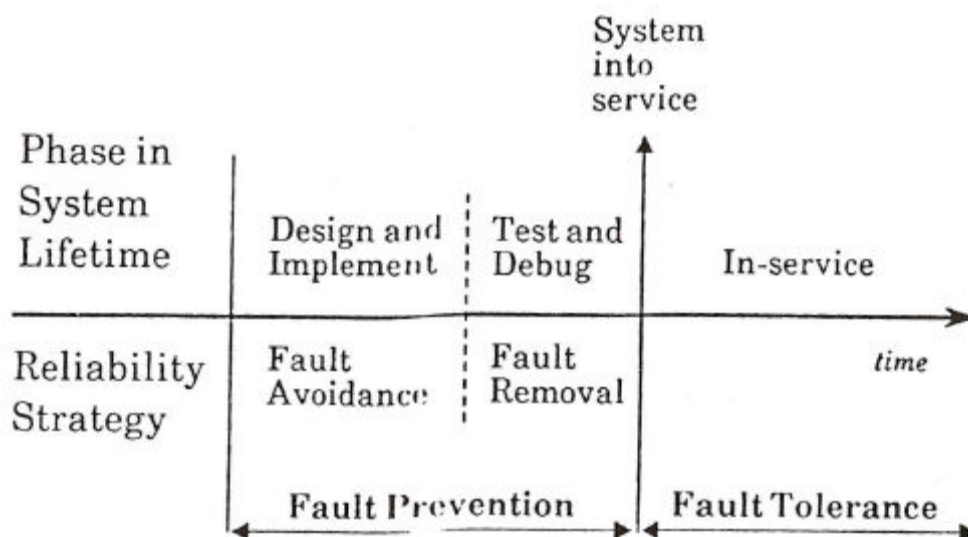 System
into
service
Phase in
System
Lifetime
Design and
Implement
Test and
Debug
In-service
time
Reliability
Strategy
Fault
Avoidance
Fault
Removal
Fault Prevention
Fault Tolerance